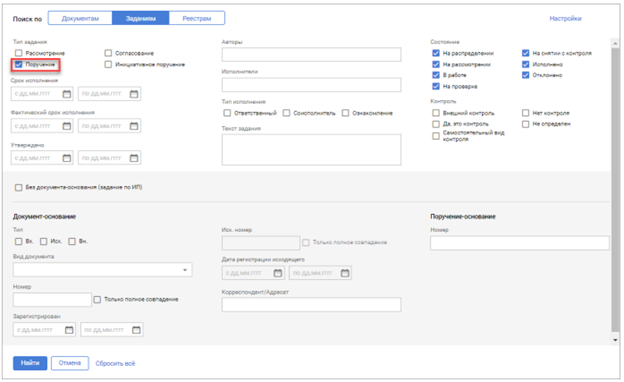 Поиск по Документам Заданиям Реестрам Настройки
Тип задания
Рассмотрение Согласование
Поручение Инициативное поручение
Срок исполнения
с дд.мм.гггг по дд.мм.гггг
Фактический срок исполнения
с дд.мм.гггг по дд.мм.гггг
Утверждено
с дд.мм.гггг по дд.мм.гггг
Авторы
Исполнители
Тип исполнения
Ответственный Соисполнитель Ознакомление
Текст задания
Состояние
На распределении На снятии с контроля
На рассмотрении Исполнено
В работе Отклонено
На проверке
Контроль
Внешний контроль Нет контроля
Да, это контроль Не определен
Самостоятельный вид
контроля
Без документа-основания (задание по ИП)
Документ-основание
Тип
Вх. Исх. Вн.
Вид документа
Номер
Только полное совпадение
Зарегистрирован
с дд.мм.гггг по дд.мм.гггг
Исх. номер
Только полное совпадение
Дата регистрации исходящего
с дд.мм.гггг по дд.мм.гггг
Корреспондент/Адресат
Поручение-основание
Номер
Найти Отмена Сбросить всё